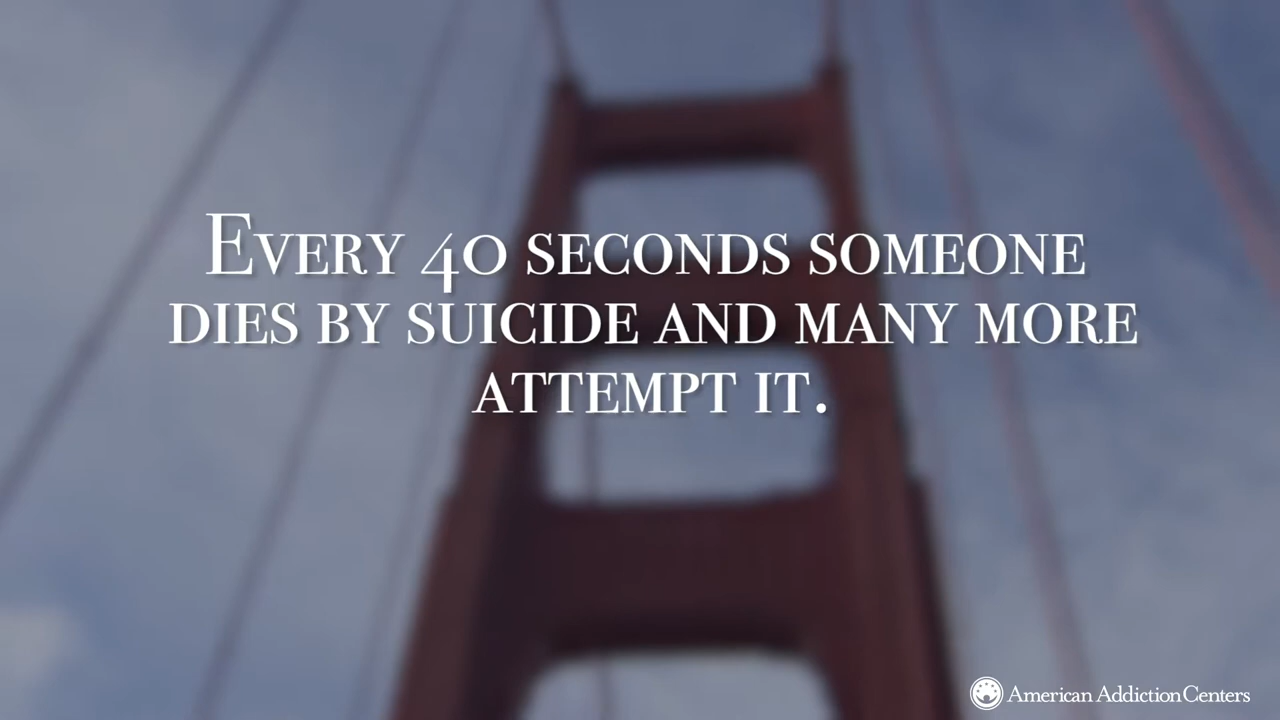 Every 40 seconds someone
dies by suicide and many more
attempt it.
American Addiction Centers